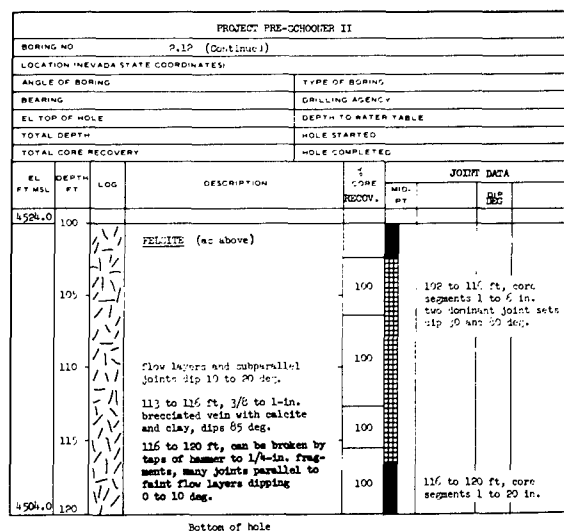 PROJECT PRE-SCHOONER II
BORING NO 2.12 (Continued)
LOCATION (NEVADA STATE COORDINATES)
ANGLE OF BORING
TYPE OF BORING
BEARING
DRILLING AGENCY
EL TOP OF HOLE
DEPTH TO WATER TABLE
TOTAL DEPTH
HOLE STARTED
TOTAL CORE RECOVERY
HOLE COMPLETED
EL FT MSL
DEPTH FT
LOG
DESCRIPTION
% CORE RECOV.
JOINT DATA
MID-PT
DIP DEG
4524.0 100
FELSITE (as above)
105
100
102 to 116 ft, core
segments 1 to 6 in.
two dominant joint sets
dip 30 and 80 deg.
110
100
flow layers and subparallel
joints dip 10 to 20 deg.
113 to 116 ft, 3/8 to 1-in.
brecciated vein with calcite
and clay, dips 85 deg.
115
100
116 to 120 ft, can be broken by
taps of hammer to 1/4-in. frag-
ments, many joints parallel to
faint flow layers dipping
0 to 10 deg.
100
116 to 120 ft, core
segments 1 to 20 in.
4504.0 120
Bottom of hole